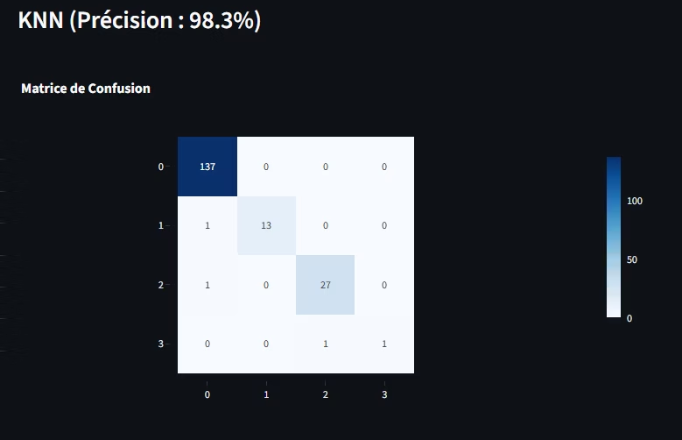 KNN (Précision : 98.3%)
Matrice de Confusion
0 137 0 0 0
1 1 13 0 0
2 1 0 27 0
3 0 0 1 1
0 1 2 3
100
50
0